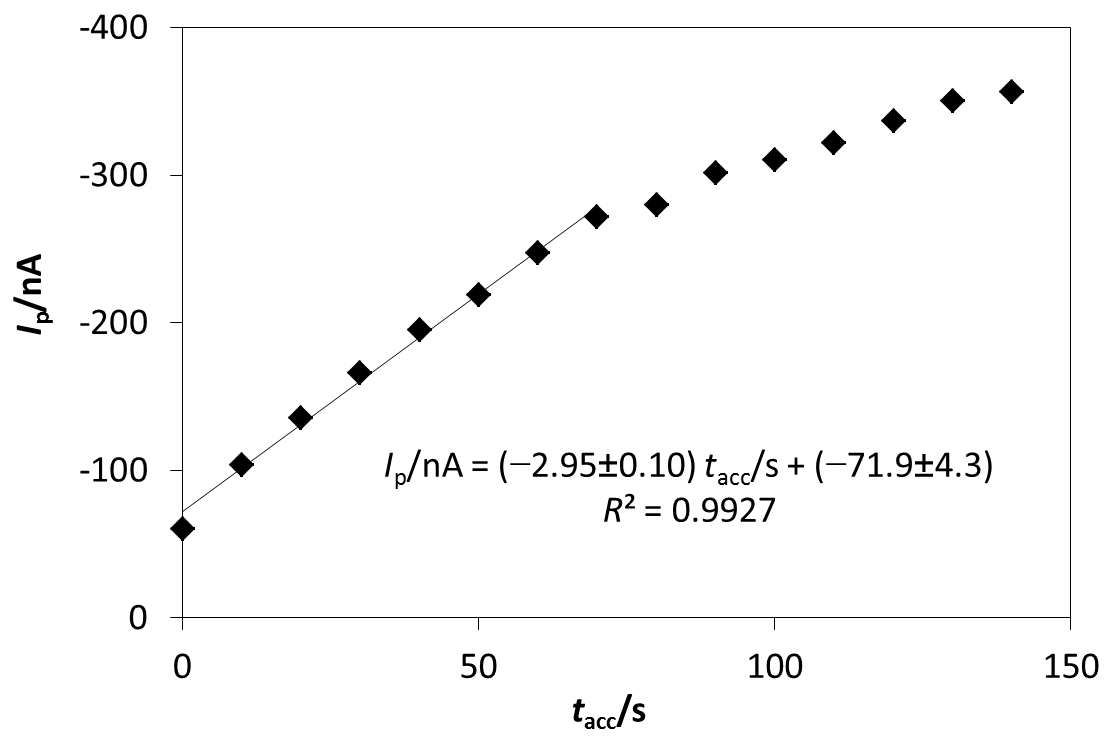 -400
-300
-200
-100
0
Ip/nA
Ip/nA = (−2.95±0.10) tacc/s + (−71.9±4.3)
R² = 0.9927
0 50 100 150
tacc/s